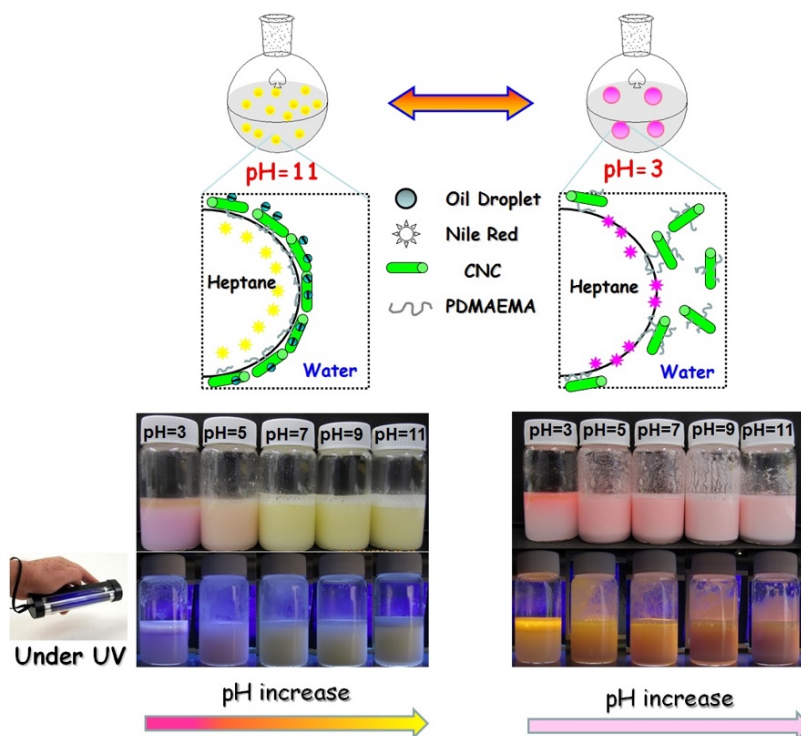 pH=11
pH=3
Oil Droplet
Nile Red
CNC
PDMAEMA
Heptane
Water
Heptane
Water
pH=3 pH=5 pH=7 pH=9 pH=11
pH=3 pH=5 pH=7 pH=9 pH=11
Under UV
pH increase
pH increase